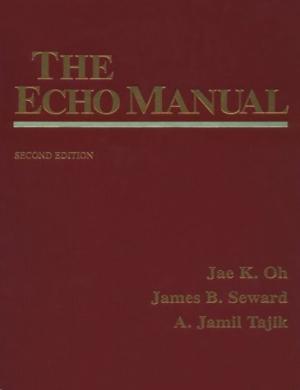 THE
ECHO MANUAL
SECOND EDITION
Jae K. Oh
James B. Seward
A. Jamil Tajik